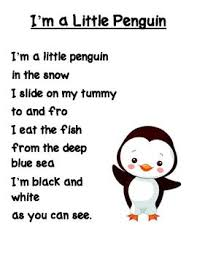 I'm a Little Penguin
I'm a little penguin
in the snow
I slide on my tummy
to and fro
I eat the fish
from the deep
blue sea
I'm black and
white
as you can see.